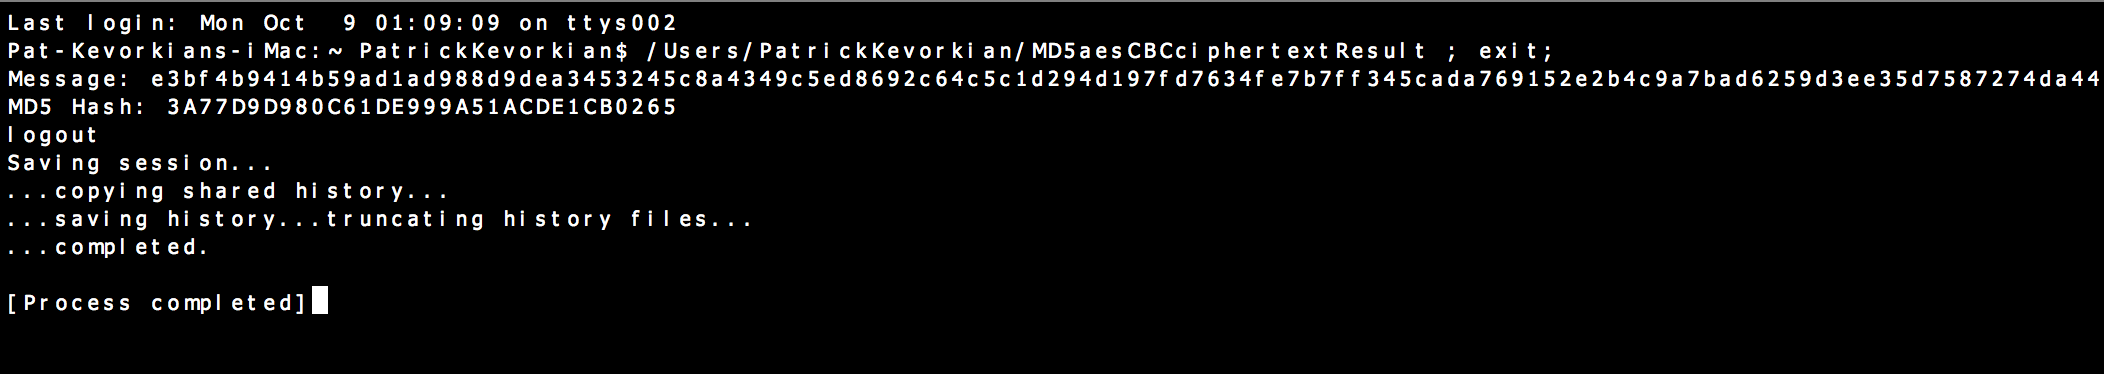 Last login: Mon Oct  9 01:09:09 on ttys002
Pat-Kevorkians-iMac:~ PatrickKevorkian$ /Users/PatrickKevorkian/MD5aesCBCciphertextResult ; exit;
Message: e3bf4b9414b59ad1ad988d9dea3453245c8a4349c5ed8692c64c5c1d294d197fd7634fe7b7ff345cada769152e2b4c9a7bad6259d3ee35d7587274da44
MD5 Hash: 3A77D9D980C61DE999A51ACDE1CB0265
logout
Saving session...
...copying shared history...
...saving history...truncating history files...
...completed.
[Process completed]